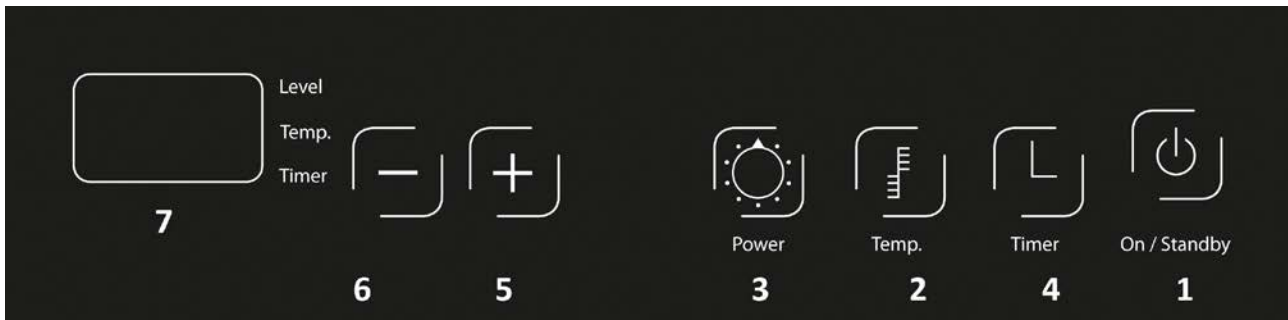 Level
Temp.
Timer
7
− +
6 5
Power Temp. Timer On / Standby
3 2 4 1